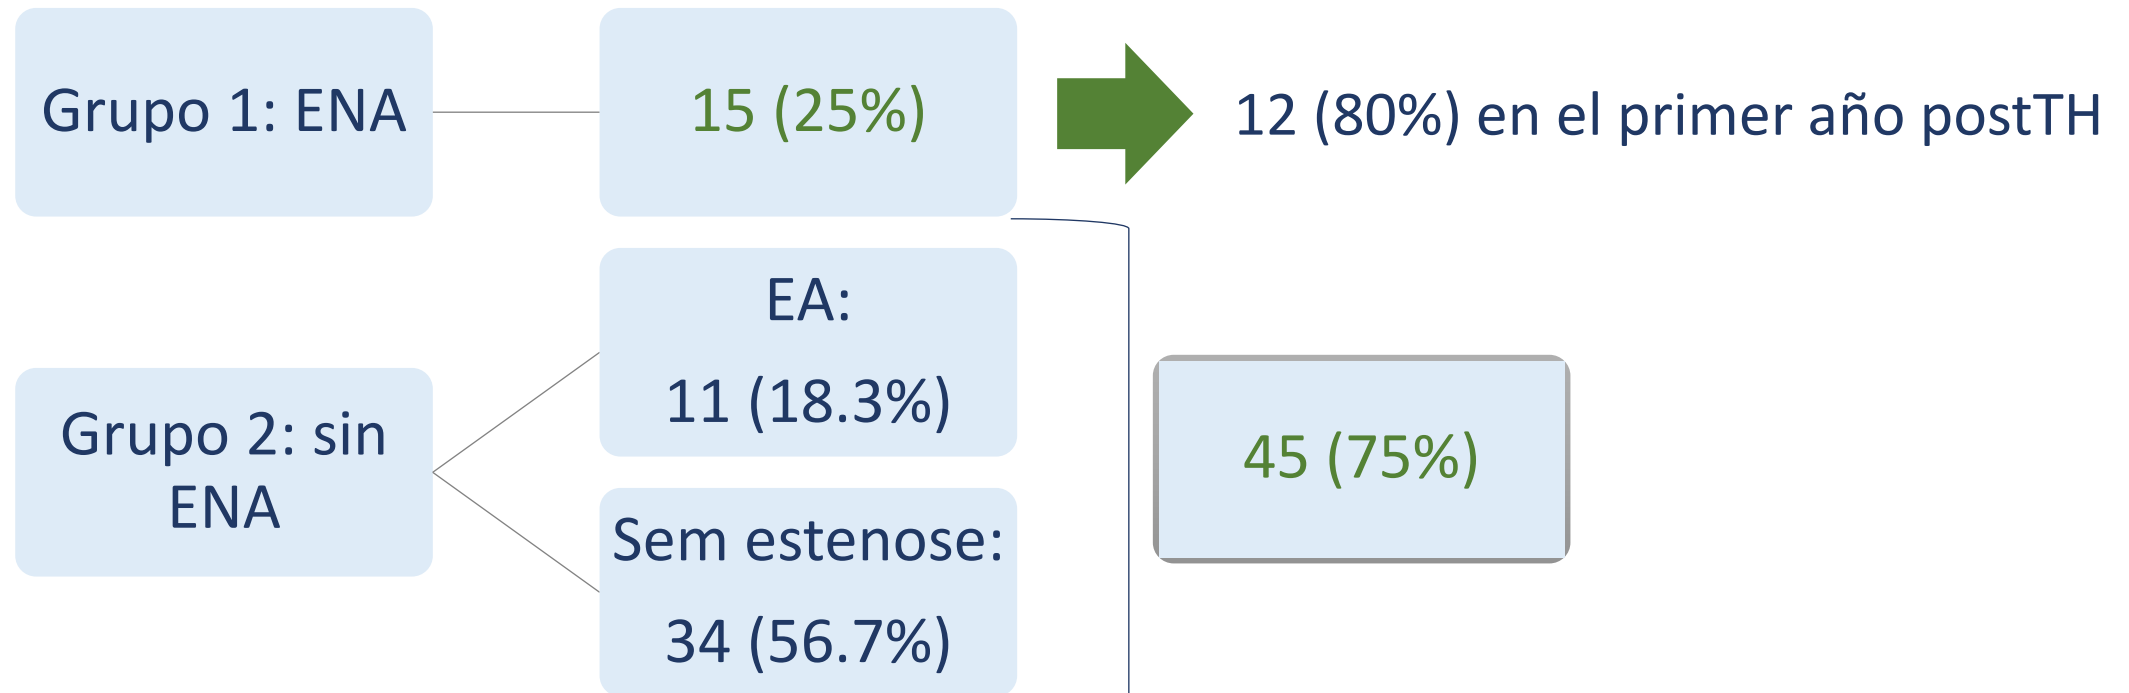 Grupo 1: ENA
15 (25%)
12 (80%) en el primer año postTH
Grupo 2: sin
ENA
EA:
11 (18.3%)
Sem estenose:
34 (56.7%)
45 (75%)